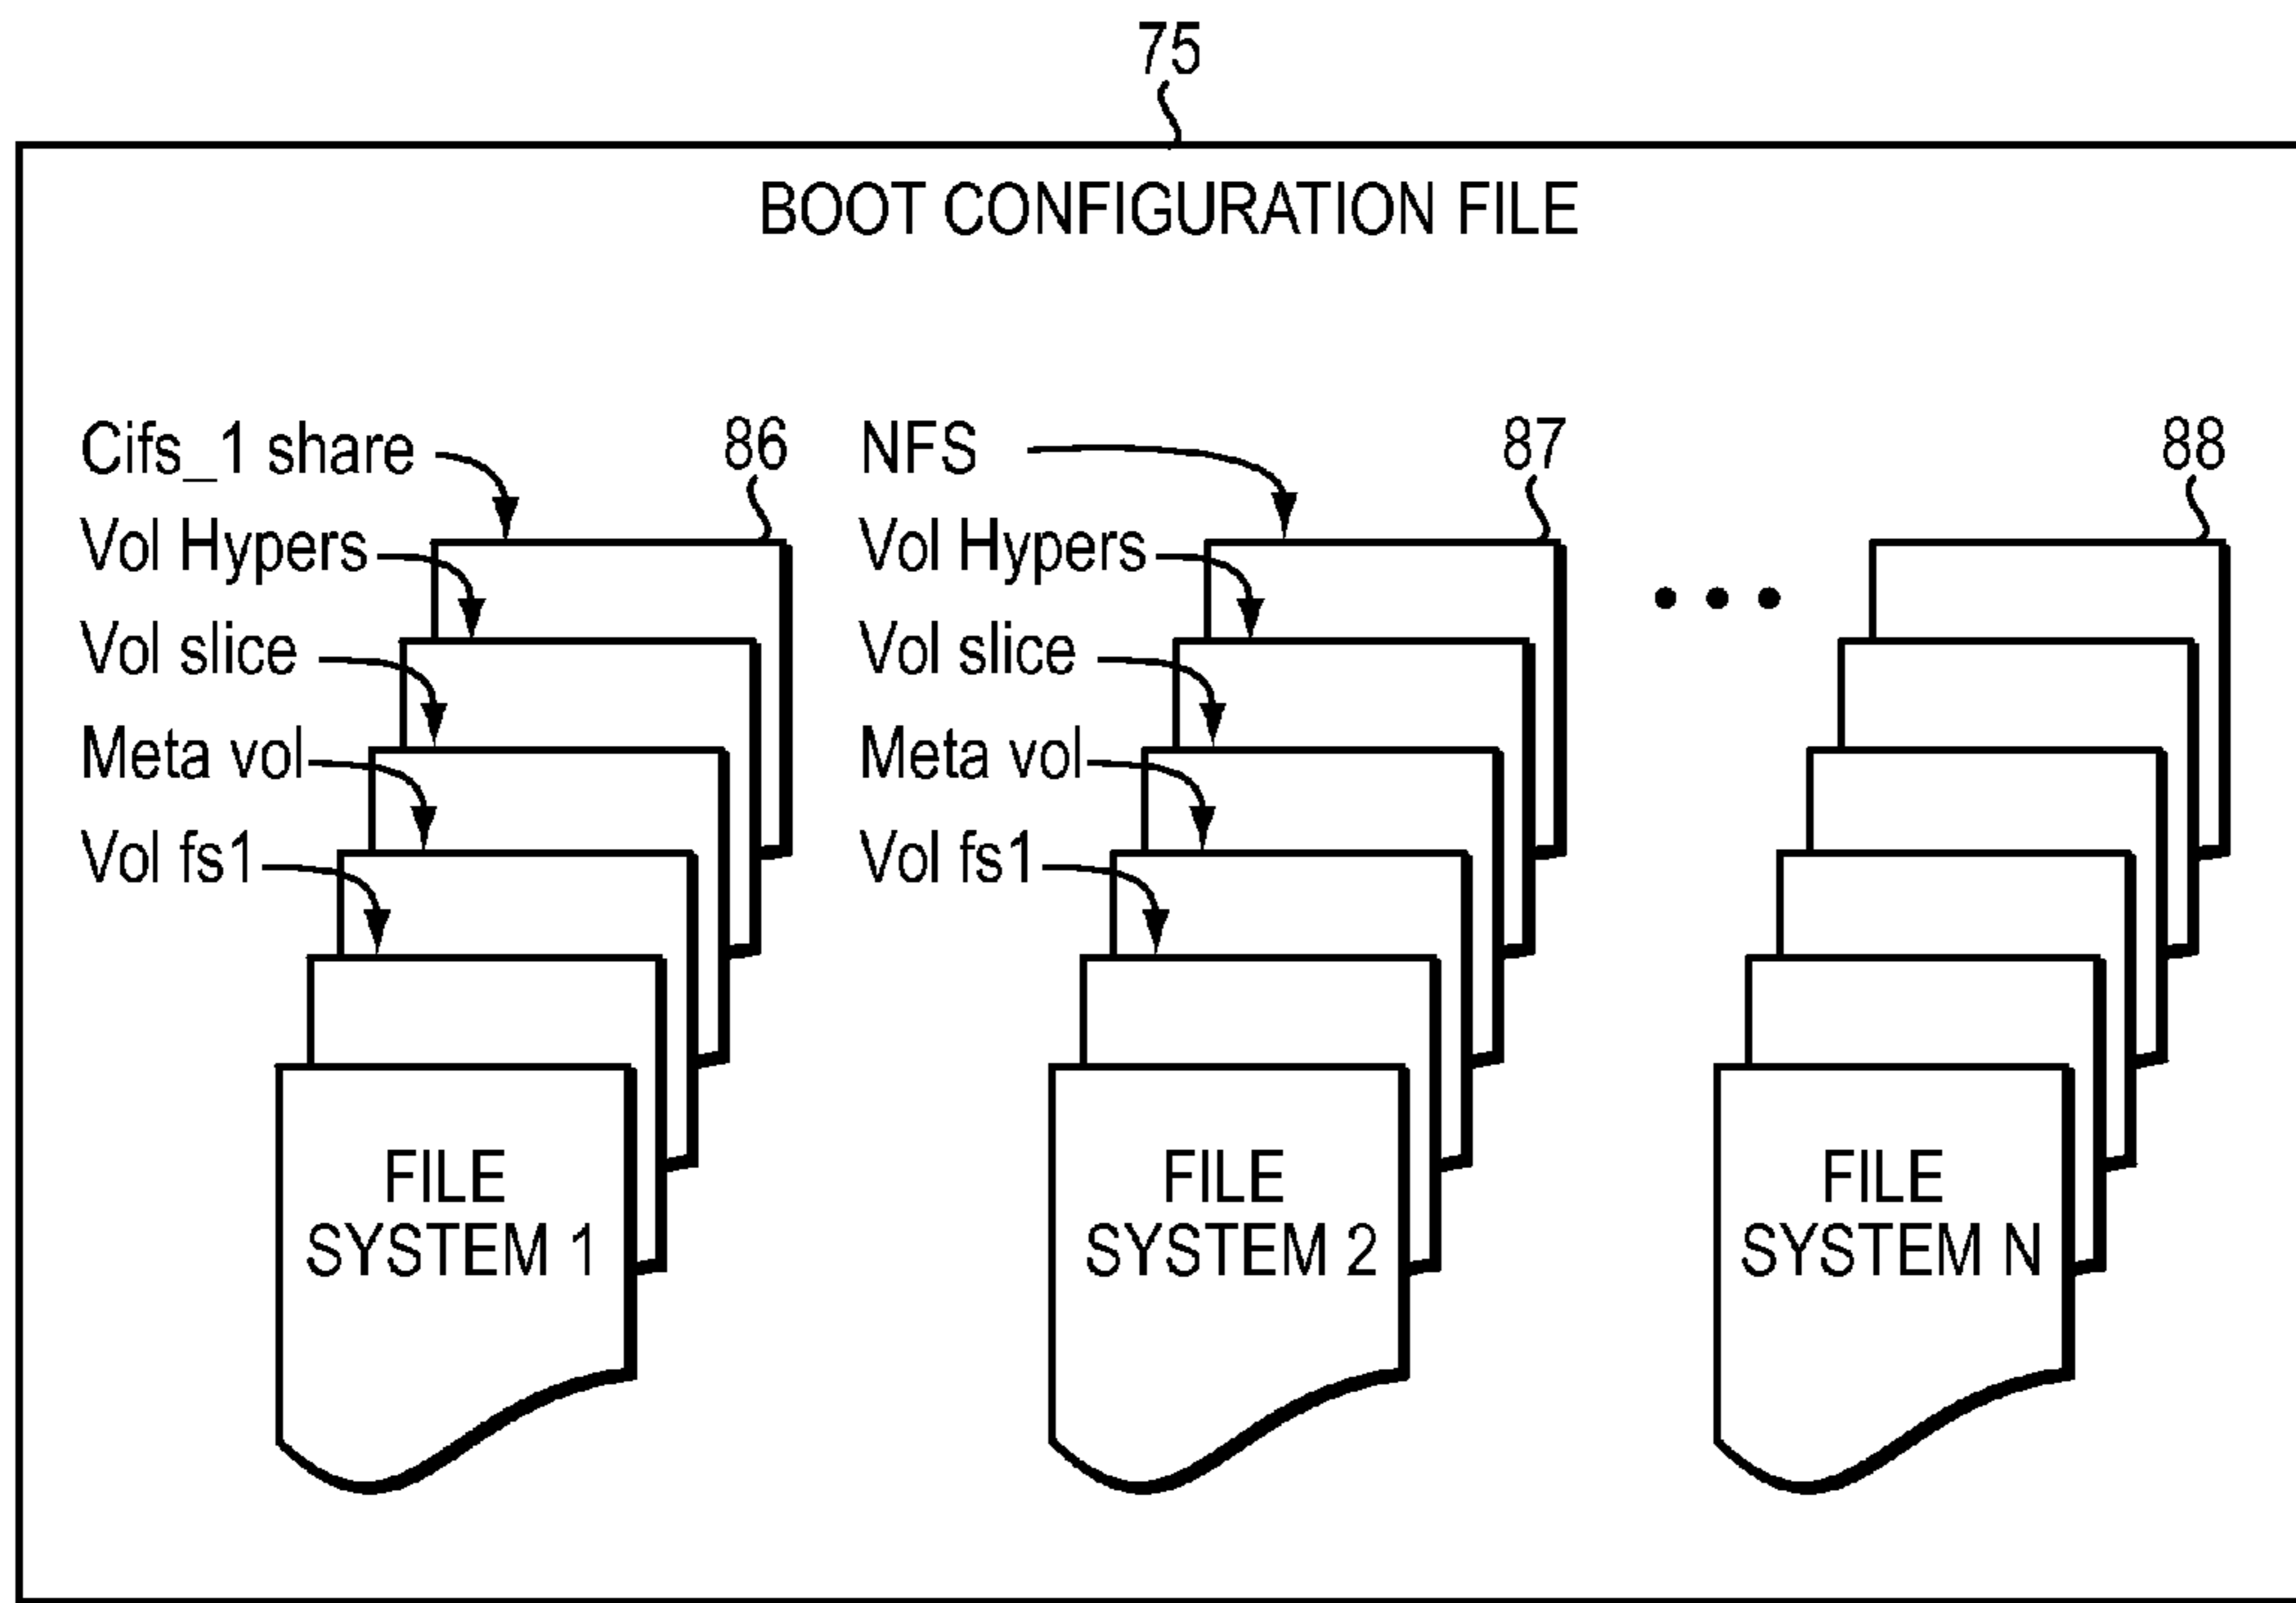 75
BOOT CONFIGURATION FILE
Cifs_1 share
86
NFS
87
88
Vol Hypers
Vol Hypers
Vol slice
Vol slice
Meta vol
Meta vol
Vol fs1
Vol fs1
FILE
SYSTEM 1
FILE
SYSTEM 2
FILE
SYSTEM N